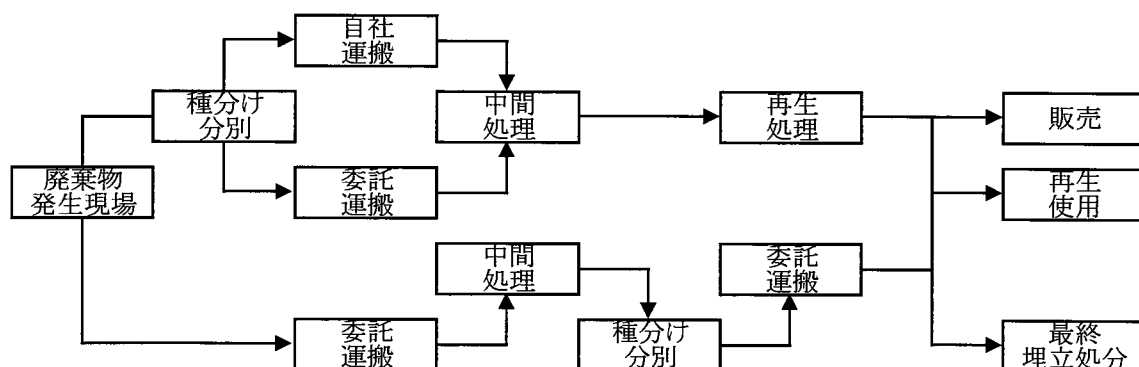 自社
運搬
種分け
分別
中間
処理
再生
処理
販売
廃棄物
発生現場
委託
運搬
再生
使用
中間
処理
委託
運搬
委託
運搬
種分け
分別
最終
埋立処分